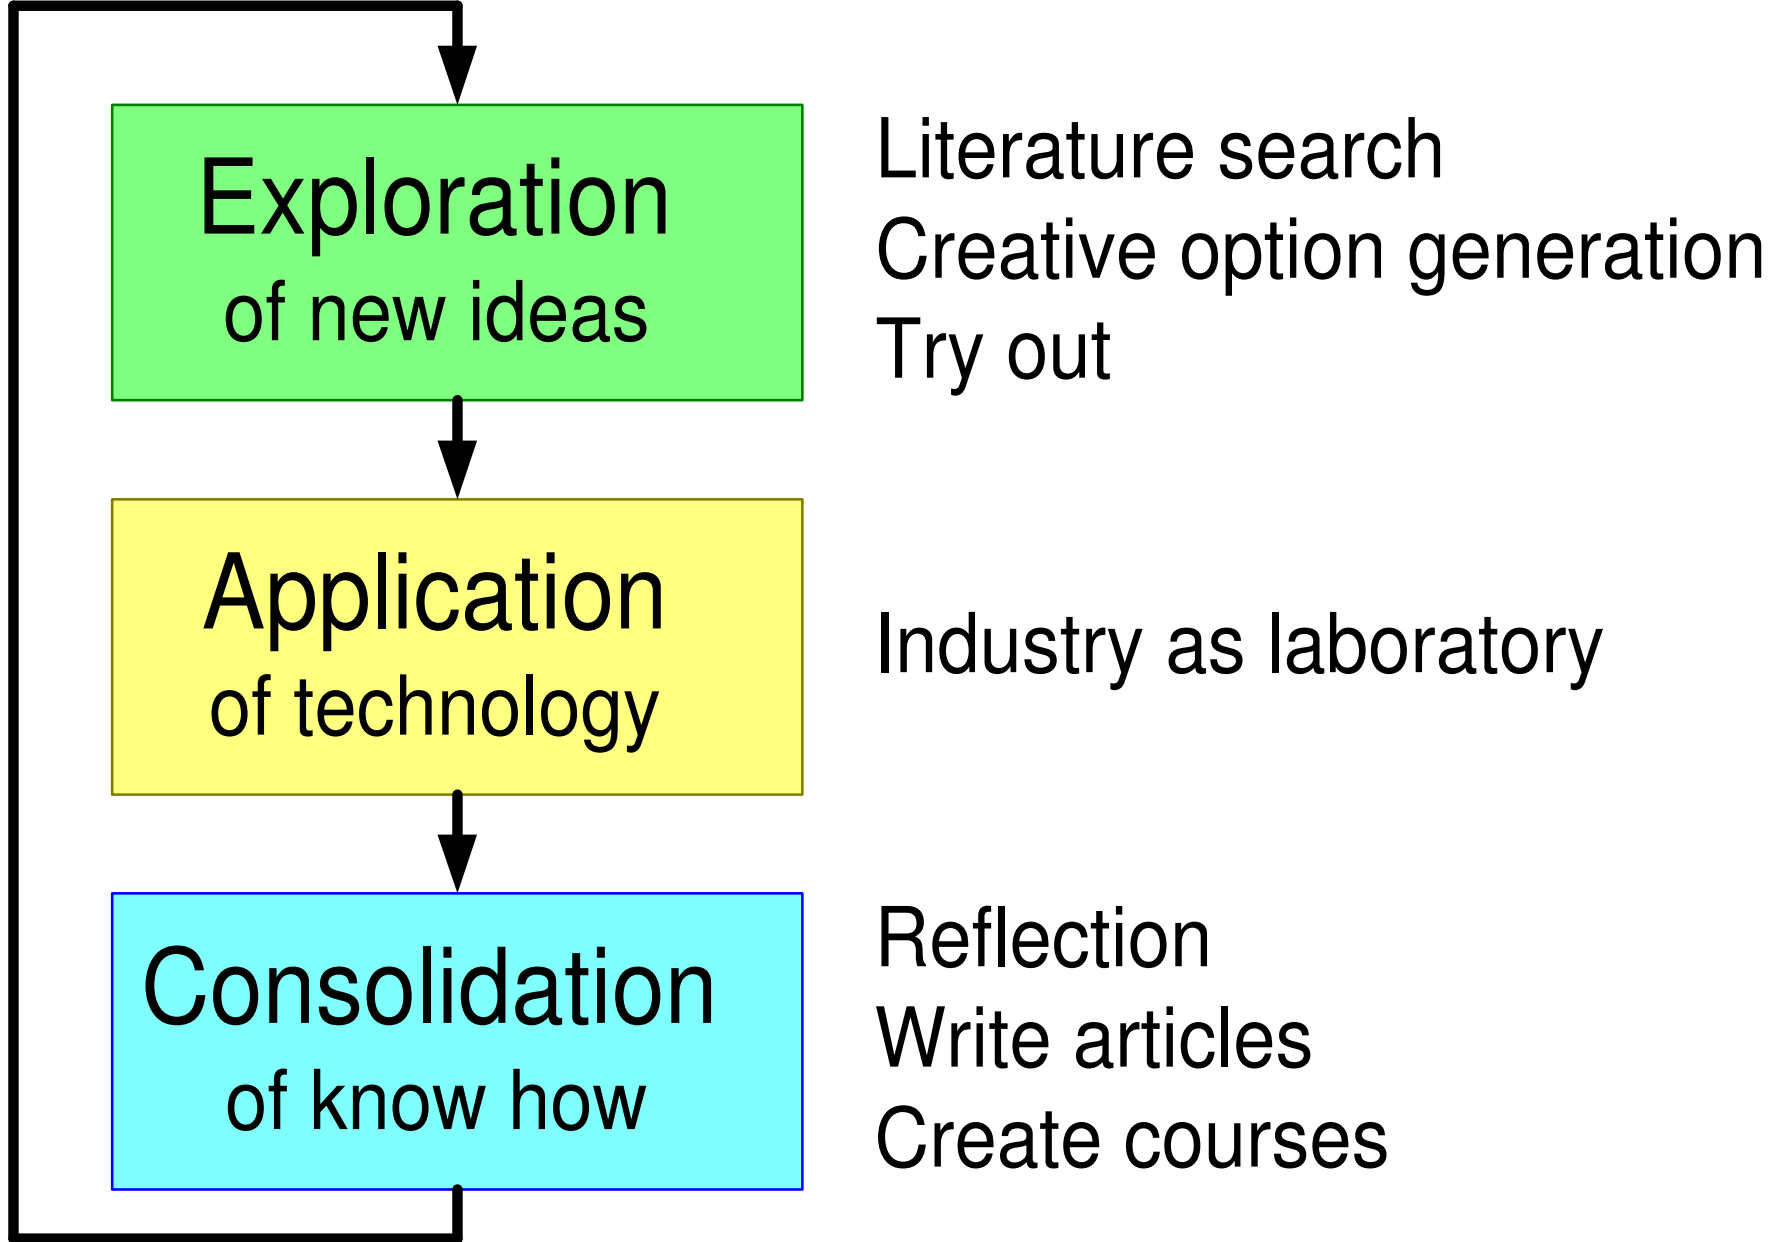 Exploration
of new ideas
Literature search
Creative option generation
Try out
Application
of technology
Industry as laboratory
Consolidation
of know how
Reflection
Write articles
Create courses